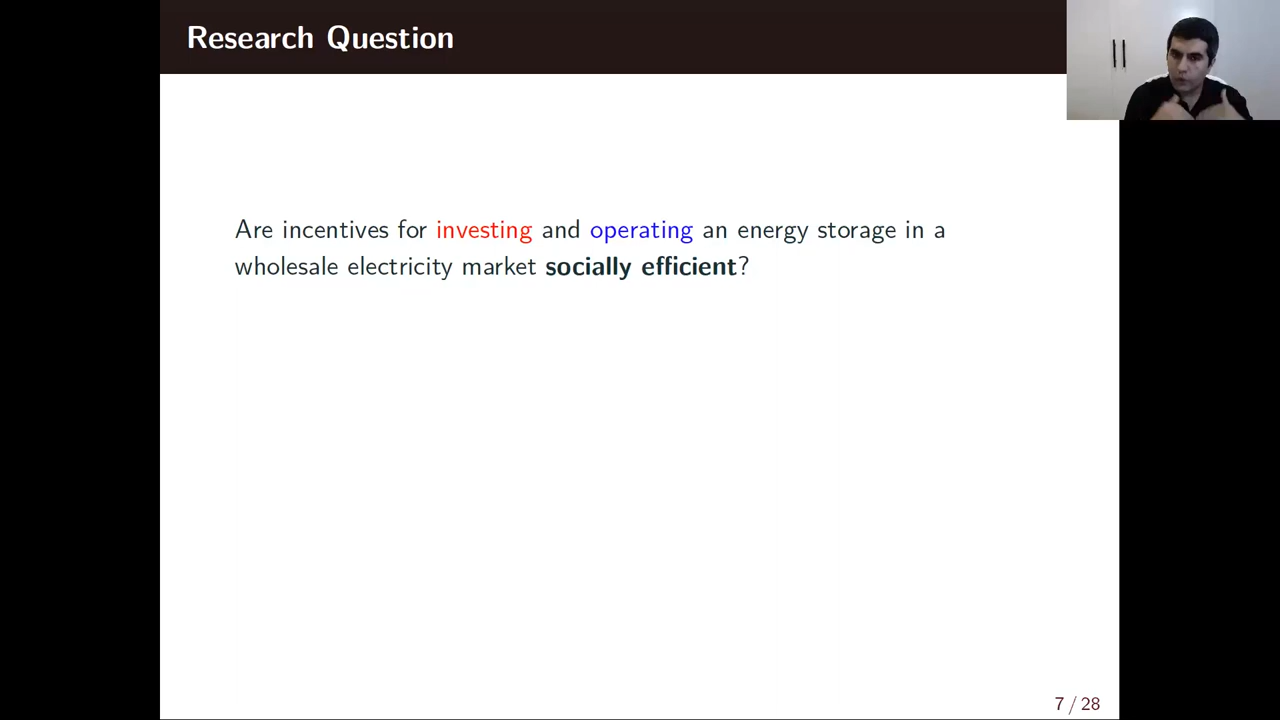 Research Question
Are incentives for investing and operating an energy storage in a
wholesale electricity market socially efficient?
7 / 28